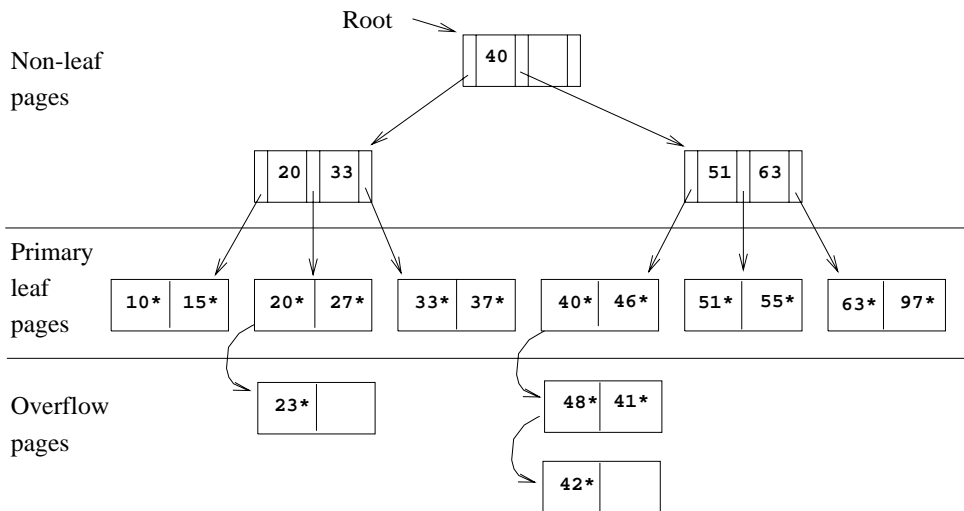 Root
Non-leaf
pages
40
20 33
51 63
Primary
leaf
pages
10* 15*
20* 27*
33* 37*
40* 46*
51* 55*
63* 97*
Overflow
pages
23*
48* 41*
42*